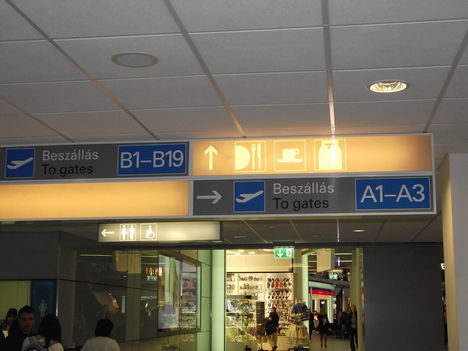 Beszállás
To gates
B1–B19
Beszállás
To gates
A1–A3